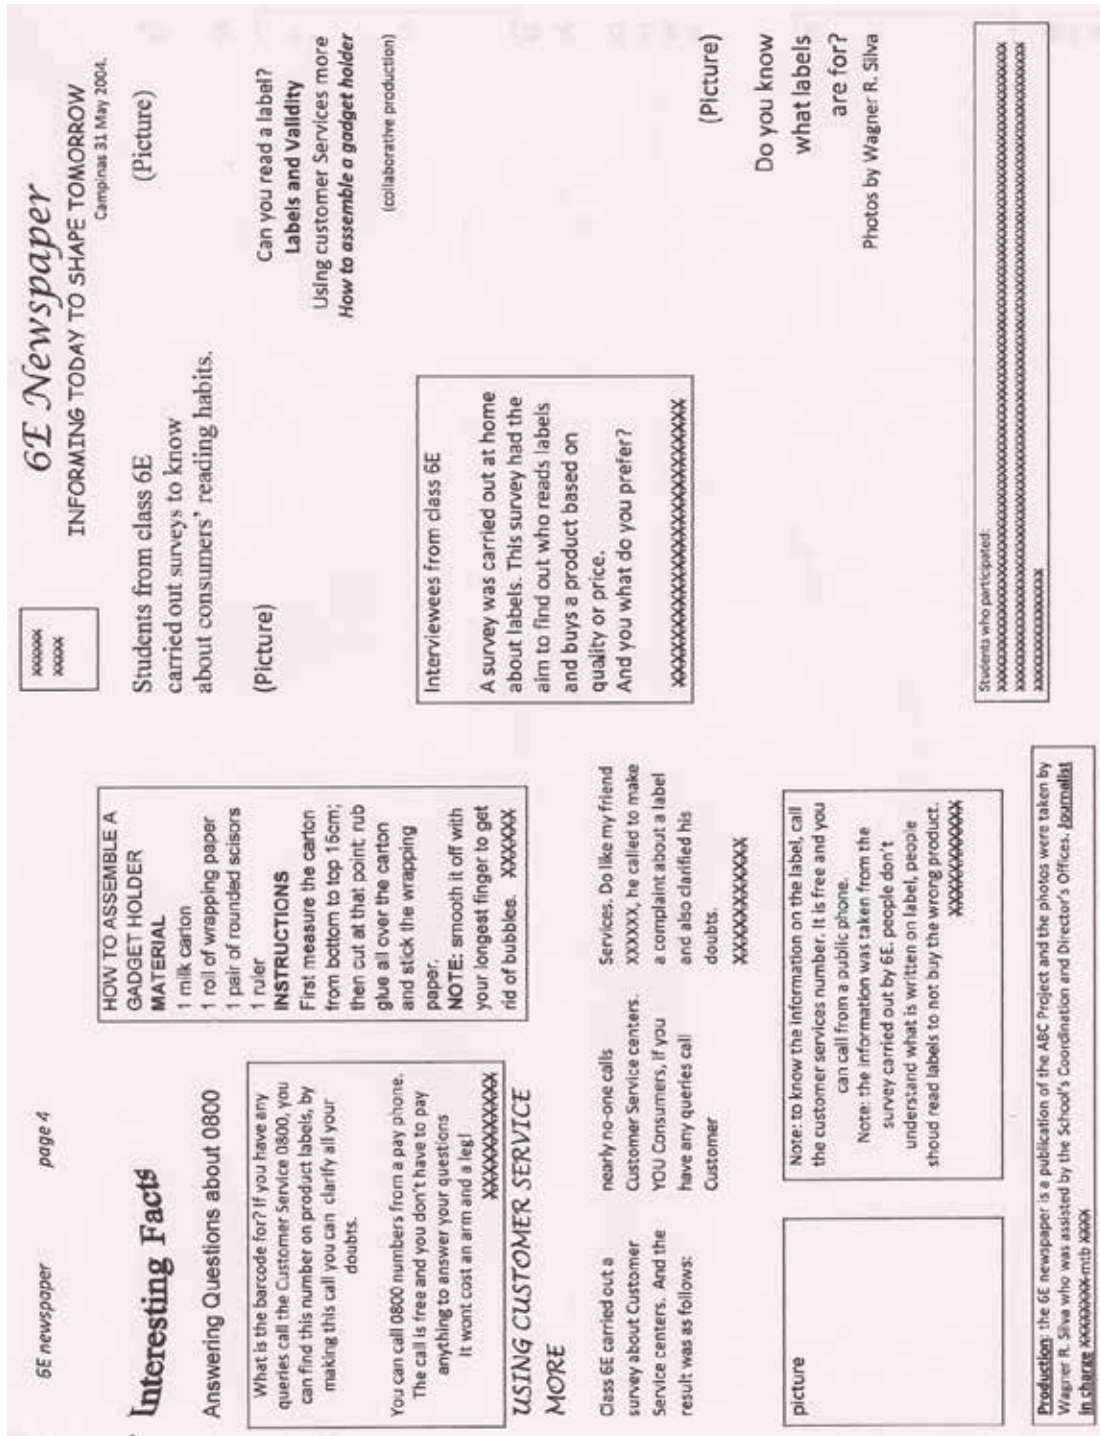 6E newspaper page 4
Interesting Facts
Answering Questions about 0800
What is the barcode for? If you have any
queries call the Customer Service 0800, you
can find this number on product labels, by
making this call you can clarify all your
doubts.
You can call 0800 numbers from a pay phone.
The call is free and you don't have to pay
anything to answer your questions
It wont cost an arm and a leg!
XXXXXXXXXXXX
HOW TO ASSEMBLE A
GADGET HOLDER
MATERIAL
1 milk carton
1 roll of wrapping paper
1 pair of rounded scisors
1 ruler
INSTRUCTIONS
First measure the carton
from bottom to top 15cm;
then cut at that point; rub
glue all over the carton
and stick the wrapping
paper.
NOTE: smooth it off with
your longest finger to get
rid of bubbles. XXXXXX
USING CUSTOMER SERVICE
MORE
Class 6E carried out a
survey about Customer
Service centers. And the
result was as follows:
nearly no-one calls
Customer Service centers.
YOU Consumers, if you
have any queries call
Customer
Services. Do like my friend
XXXXXX, he called to make
a complaint about a label
and also clarified his
doubts.
XXXXXXXXXXXX
picture
Note: to know the information on the label, call
the customer services number. It is free and you
can call from a public phone.
Note: the information was taken from the
survey carried out by 6E, people don't
understand what is written on label, people
shoud read labels to not buy the wrong product.
XXXXXXXXXXX
Production: the 6E newspaper is a publication of the ABC Project and the photos were taken by
Wagner R. Silva who was assisted by the School's Coordination and Director's Offices. Journalist
in charge XXXXXXXX-mtb XXXX
xxxxxx
xxxxx
6E Newspaper
INFORMING TODAY TO SHAPE TOMORROW
Campinas 31 May 2004.
Students from class 6E
carried out surveys to know
about consumers' reading habits.
(Picture)
(Picture)
Can you read a label?
Labels and Validity
Using customer Services more
How to assemble a gadget holder
(collaborative production)
Interviewees from class 6E
A survey was carried out at home
about labels. This survey had the
aim to find out who reads labels
and buys a product based on
quality or price.
And you what do you prefer?
XXXXXXXXXXXXXXXXXXXXXXXXXX
(Picture)
Do you know
what labels
are for?
Photos by Wagner R. Silva
Students who participated:
xxxxxxxxxxxxxxxxxxxxxxxxxxxxxxxxxxxxxxxxxxxxxxxxxxxxxxxxxxxxxxxxxxxxxxxxxxxxxxxxxxxxxxxxxxxx
xxxxxxxxxxxxxxxxxxxxxxxxxxxxxxxxxxxxxxxxxxxxxxxxxxxxxxxxxxxxxxxxxxxxxxxxxxxxxxxxxxxxxxxxxxxx
xxxxxxxxxxxxxxxxx